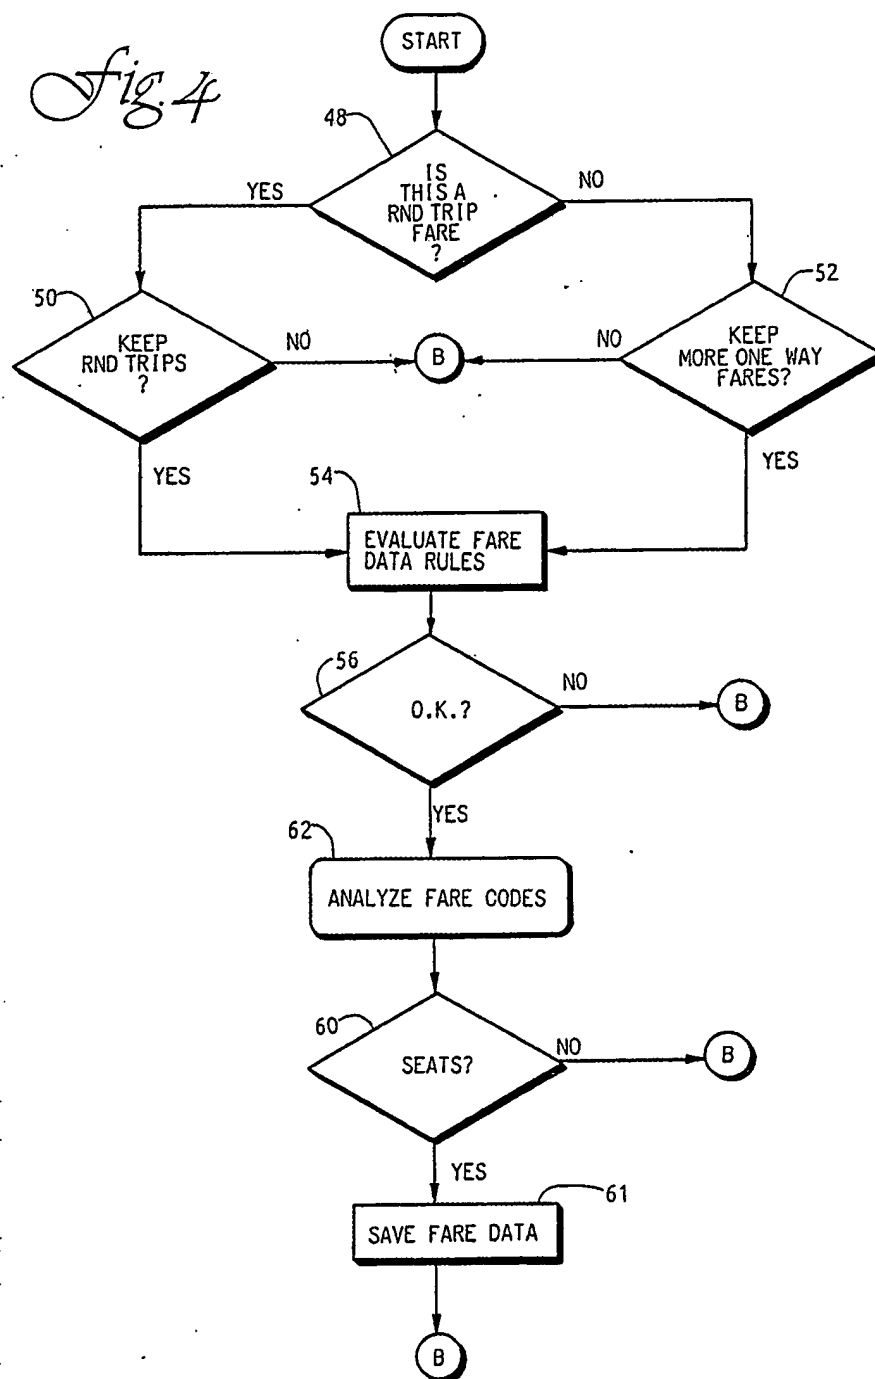 Fig. 4
START
48
IS
THIS A
RND TRIP
FARE
?
YES
NO
50
KEEP
RND TRIPS
?
NO
B
NO
52
KEEP
MORE ONE WAY
FARES?
YES
YES
54
EVALUATE FARE
DATA RULES
56
O.K.?
NO
B
YES
62
ANALYZE FARE CODES
60
SEATS?
NO
B
YES
61
SAVE FARE DATA
B